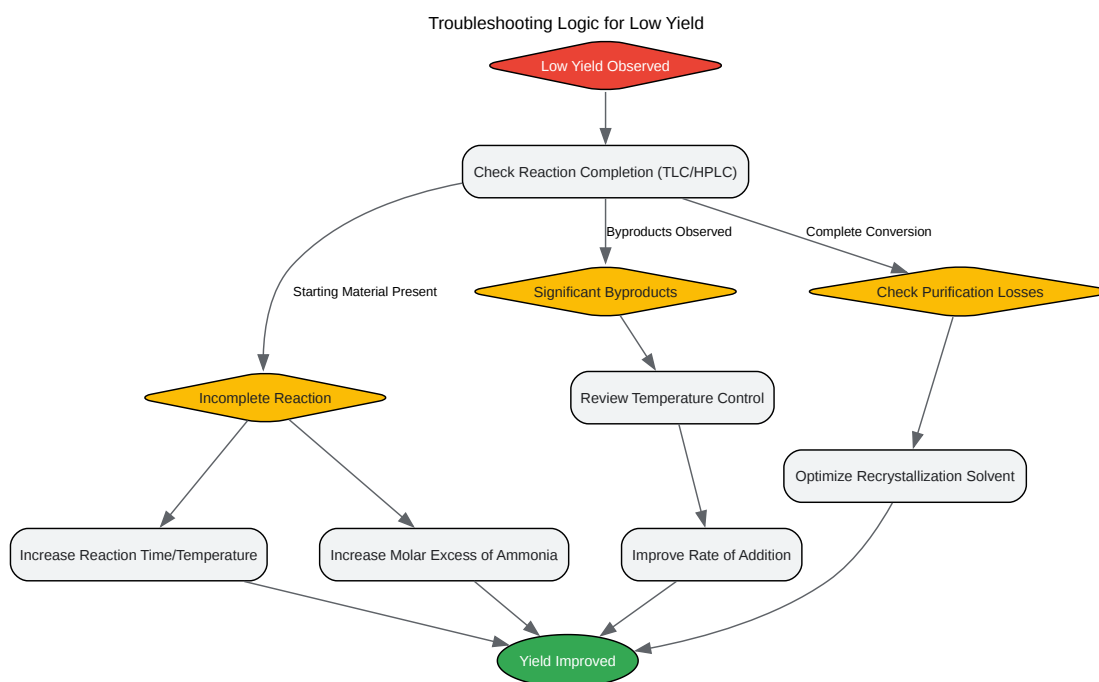 Troubleshooting Logic for Low Yield
Low Yield Observed
Check Reaction Completion (TLC/HPLC)
Byproducts Observed
Complete Conversion
Starting Material Present
Significant Byproducts
Check Purification Losses
Incomplete Reaction
Review Temperature Control
Optimize Recrystallization Solvent
Increase Reaction Time/Temperature
Increase Molar Excess of Ammonia
Improve Rate of Addition
Yield Improved